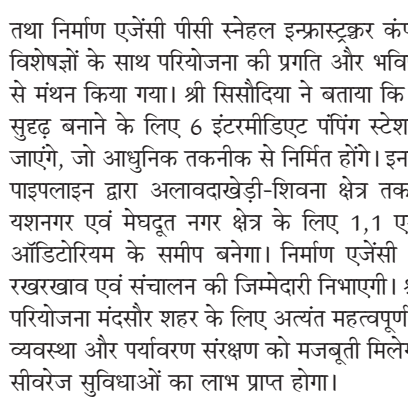 तथा निर्माण एजेंसी पीसी स्नेहल इन्फ्रास्ट्रक्चर कंप
विशेषज्ञों के साथ परियोजना की प्रगति और भवि
से मंथन किया गया। श्री सिसौदिया ने बताया कि
सुदृढ़ बनाने के लिए 6 इंटरमीडिएट पंपिंग स्टेश
जाएंगे, जो आधुनिक तकनीक से निर्मित होंगे। इन
पाइपलाइन द्वारा अलावदाखेड़ी-शिवना क्षेत्र तक
यशनगर एवं मेघदूत नगर क्षेत्र के लिए 1,1 ए
ऑडिटोरियम के समीप बनेगा। निर्माण एजेंसी
रखरखाव एवं संचालन की जिम्मेदारी निभाएगी।
परियोजना मंदसौर शहर के लिए अत्यंत महत्वपूर्ण
व्यवस्था और पर्यावरण संरक्षण को मजबूती मिलेग
सीवरेज सुविधाओं का लाभ प्राप्त होगा।